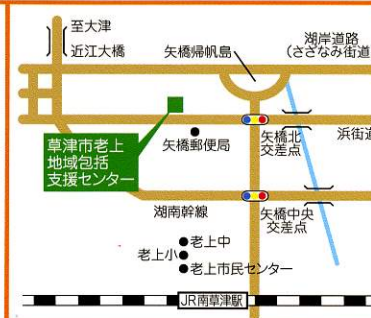 至大津
近江大橋
矢橋帰帆島
湖岸道路
(さざなみ街道
草津市老上
地域包括
支援センター
矢橋郵便局
矢橋北
交差点
浜街道
湖南幹線
矢橋中央
交差点
老上中
老上小
老上市民センター
JR南草津駅